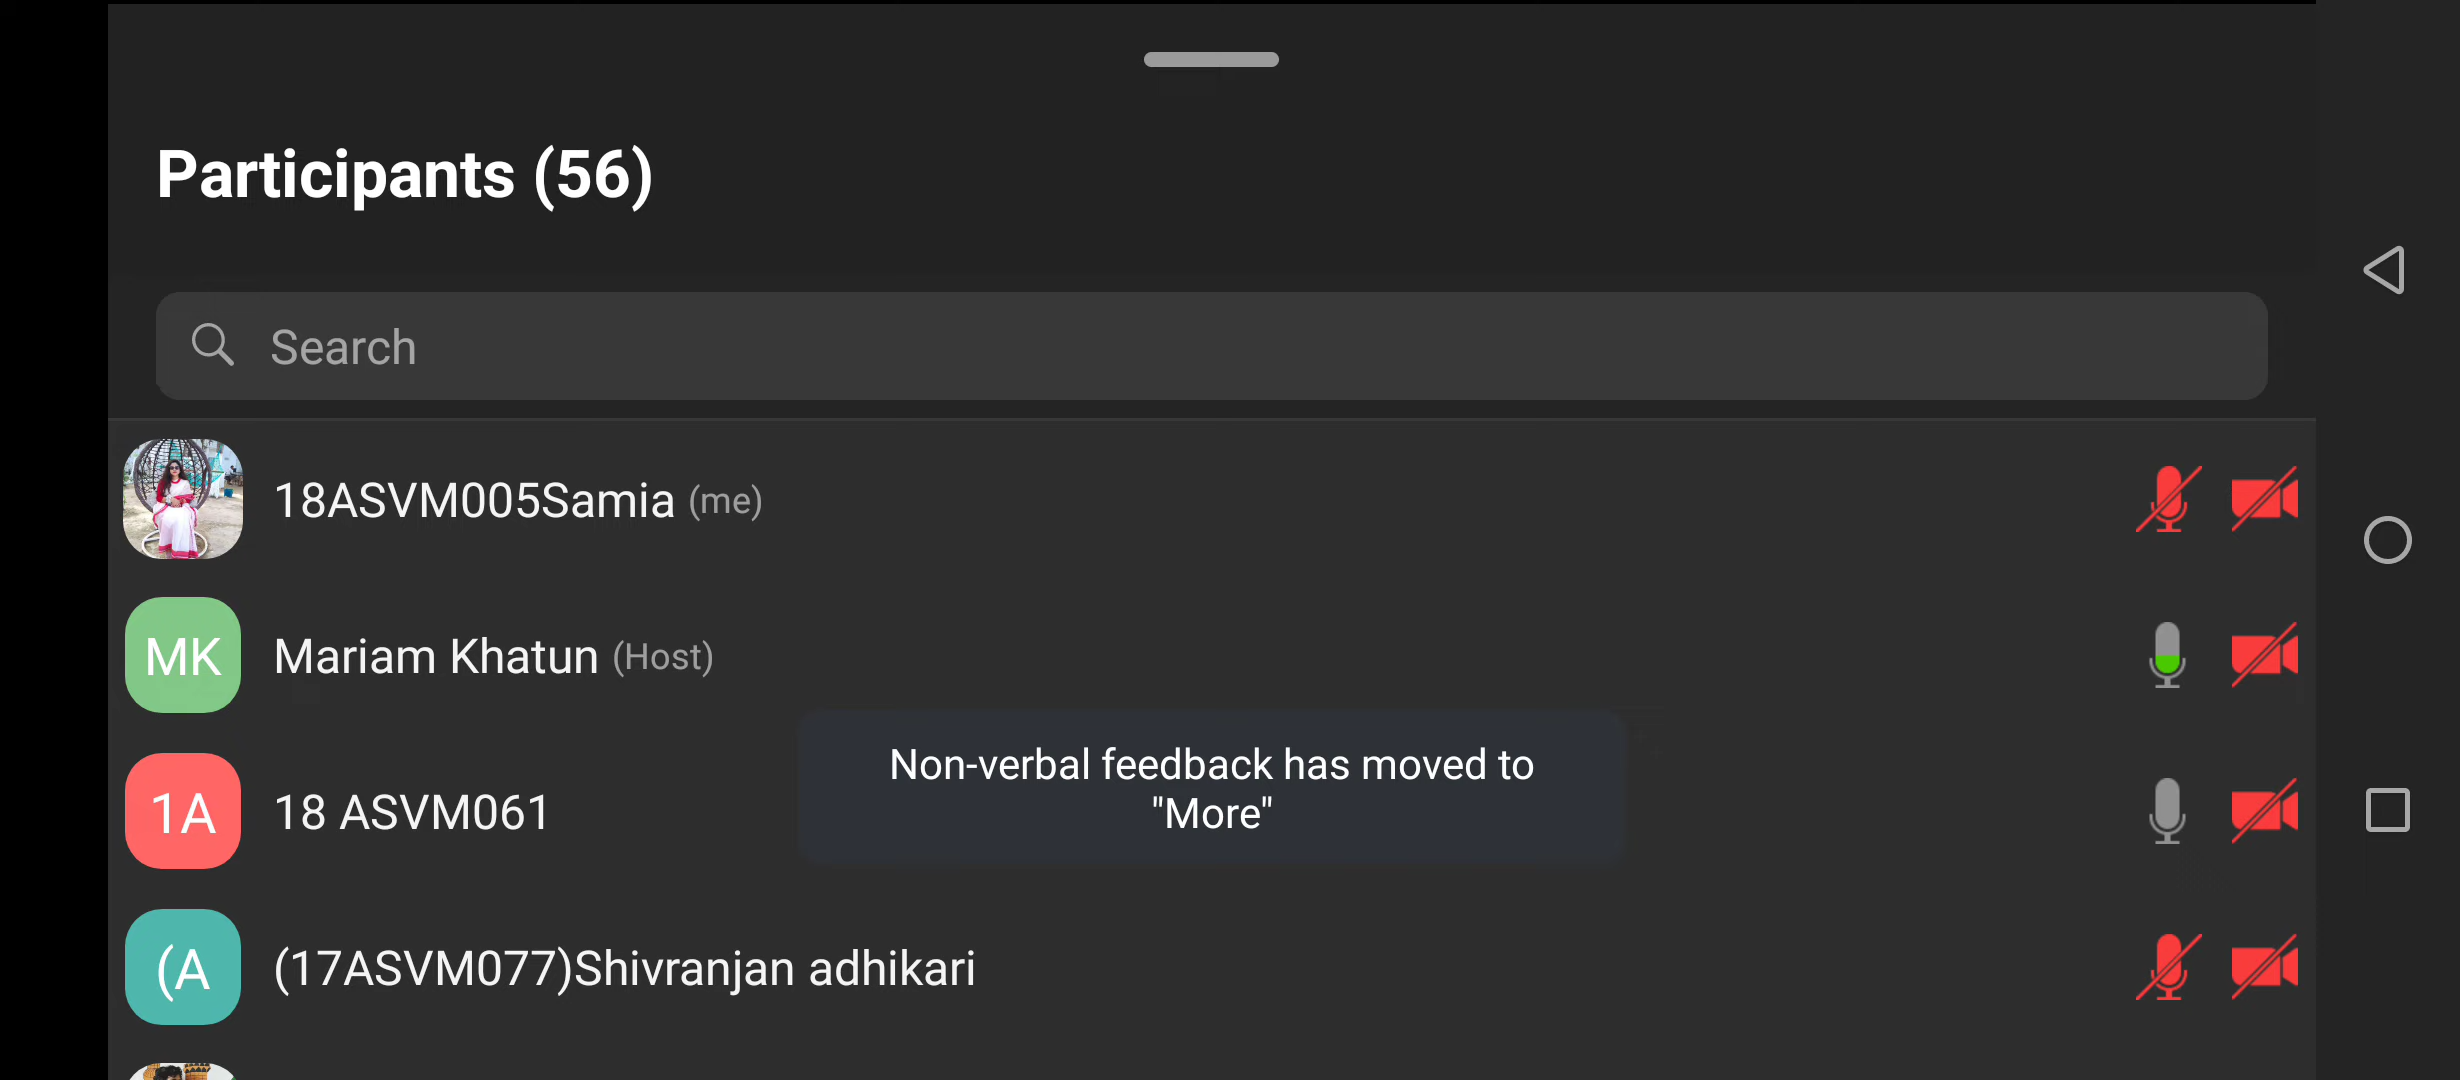 Participants (56)
Search
18ASVM005Samia (me)
MK
Mariam Khatun (Host)
Non-verbal feedback has moved to
"More"
1A
18 ASVM061
(A
(17ASVM077)Shivranjan adhikari